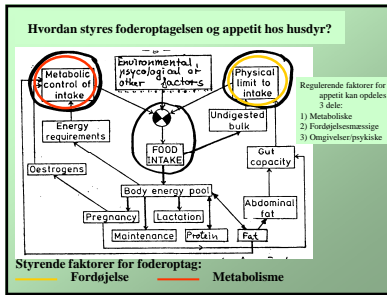 Hvordan styres foderoptagelsen og appetit hos husdyr?
Environmental,
psycological or
other factors
Metabolic
control of
intake
Physical
limit to
intake
Regulerende faktorer for
appetit kan opdeles
3 dele:
1) Metaboliske
2) Fordøjelsesmæssige
3) Omgivelser/psykiske
Energy
requirements
Undigested
bulk
FOOD
INTAKE
Gut
capacity
Oestrogens
Body energy pool
Abdominal
fat
Pregnancy
Lactation
Maintenance
Protein
Fat
Styrende faktorer for foderoptag:
Fordøjelse
Metabolisme